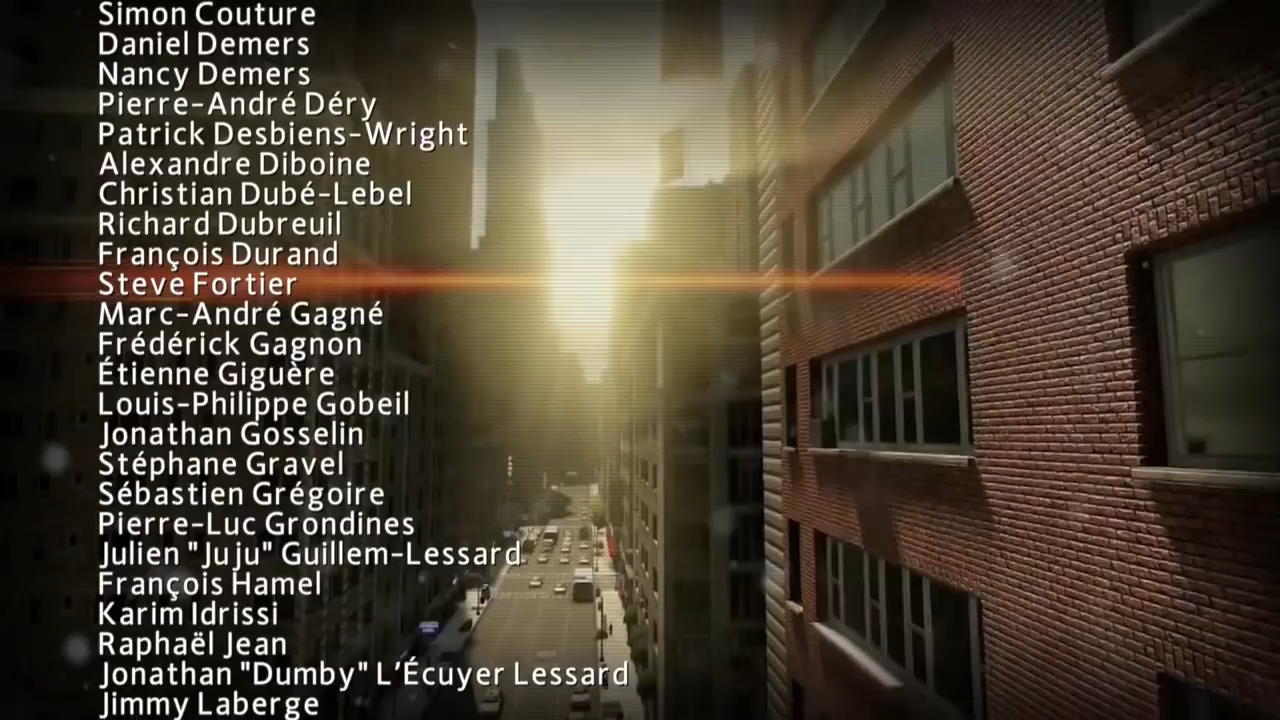 Simon Couture
Daniel Demers
Nancy Demers
Pierre-André Déry
Patrick Desbiens-Wright
Alexandre Diboine
Christian Dubé-Lebel
Richard Dubreuil
François Durand
Steve Fortier
Marc-André Gagné
Frédérick Gagnon
Étienne Giguère
Louis-Philippe Gobeil
Jonathan Gosselin
Stéphane Gravel
Sébastien Grégoire
Pierre-Luc Grondines
Julien "Juju" Guillem-Lessard
François Hamel
Karim Idrissi
Raphaël Jean
Jonathan "Dumby" L’Écuyer Lessard
Jimmy Laberge